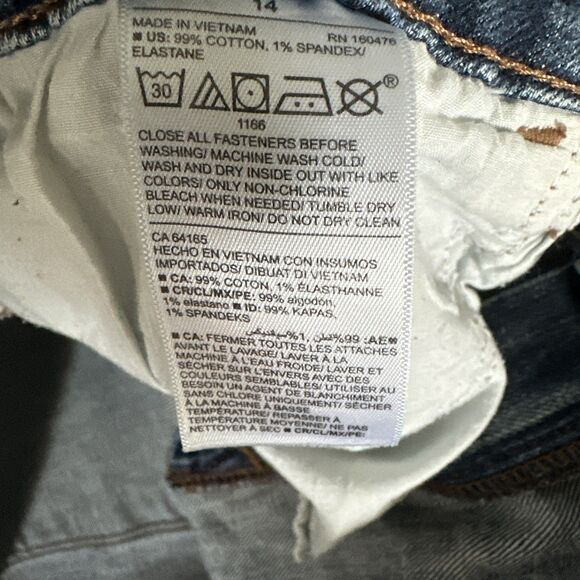 14
MADE IN VIETNAM RN 160476
■ US: 99% COTTON, 1% SPANDEX/
ELASTANE
30 ®
1166
CLOSE ALL FASTENERS BEFORE
WASHING/ MACHINE WASH COLD/
WASH AND DRY INSIDE OUT WITH LIKE
COLORS/ ONLY NON-CHLORINE
BLEACH WHEN NEEDED/ TUMBLE DRY
LOW/ WARM IRON/ DO NOT DRY CLEAN
CA 64165
HECHO EN VIETNAM CON INSUMOS
IMPORTADOS/ DIBUAT DI VIETNAM
■ CA: 99% COTON, 1% ÉLASTHANNE
■ CR/CL/MX/PE: 99% algodón,
1% elastano ■ ID: 99% KAPAS,
1% SPANDEKS
■AE: 99% قطن, 1% سباندكس
■ CA: FERMER TOUTES LES ATTACHES
AVANT LE LAVAGE/ LAVER À LA
MACHINE À L'EAU FROIDE/ LAVER ET
SÉCHER SUR L'ENVERS AVEC DES
COULEURS SEMBLABLES/ UTILISER AU
BESOIN UN AGENT DE BLANCHIMENT
SANS CHLORE UNIQUEMENT/ SÉCHER
À LA MACHINE À BASSE
TEMPÉRATURE/ REPASSER À
TEMPÉRATURE MOYENNE/ NE PAS
NETTOYER À SEC ■ CR/CL/MX/PE: